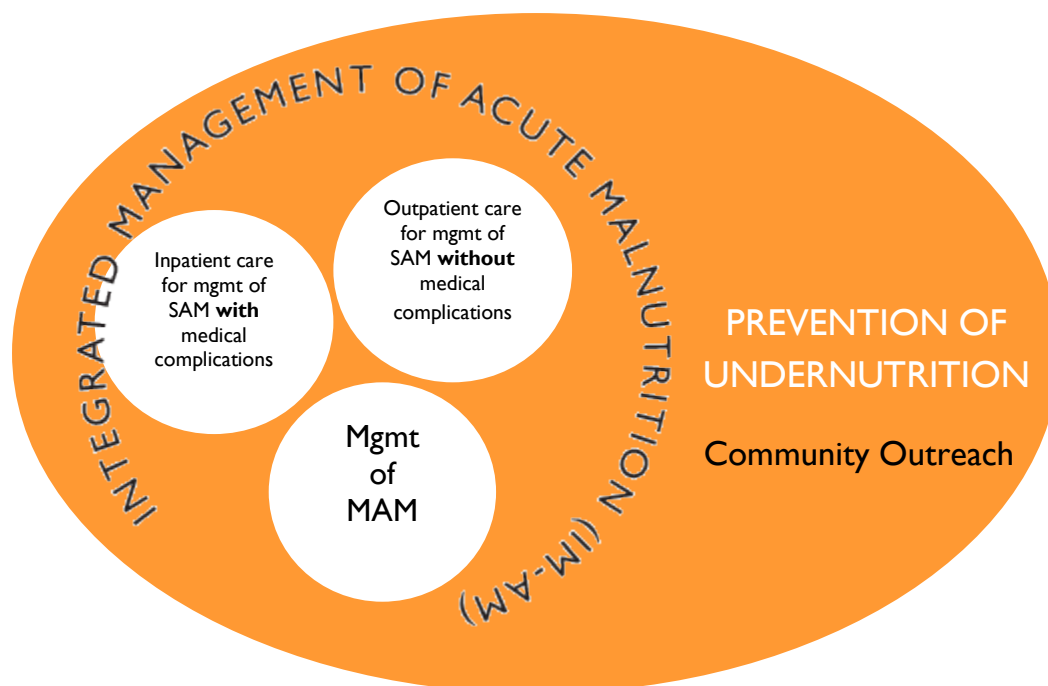 INTEGRATED MANAGEMENT OF ACUTE MALNUTRITION (IM-AM)
Inpatient care
for mgmt of
SAM with
medical
complications
Outpatient care
for mgmt of
SAM without
medical
complications
Mgmt
of
MAM
PREVENTION OF
UNDERNUTRITION
Community Outreach